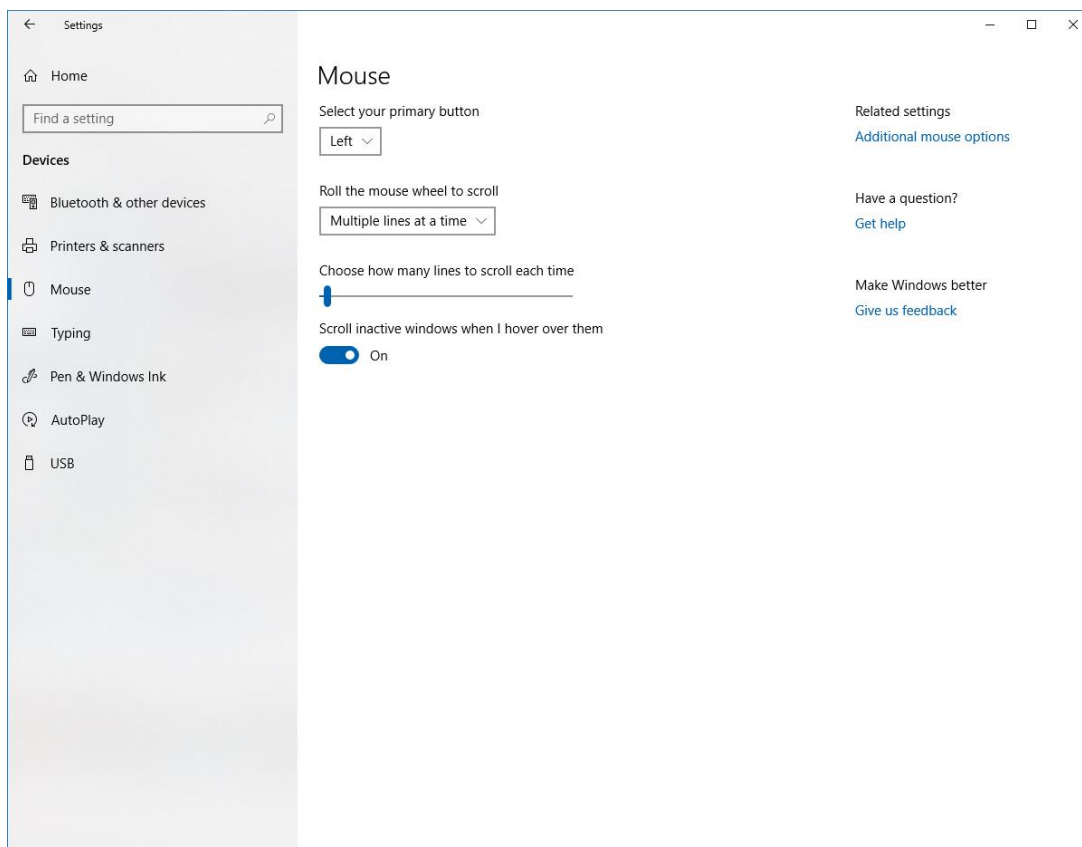 Settings
Home
Find a setting
Devices
Bluetooth & other devices
Printers & scanners
Mouse
Typing
Pen & Windows Ink
AutoPlay
USB
Mouse
Select your primary button
Left
Roll the mouse wheel to scroll
Multiple lines at a time
Choose how many lines to scroll each time
Scroll inactive windows when I hover over them
On
Related settings
Additional mouse options
Have a question?
Get help
Make Windows better
Give us feedback